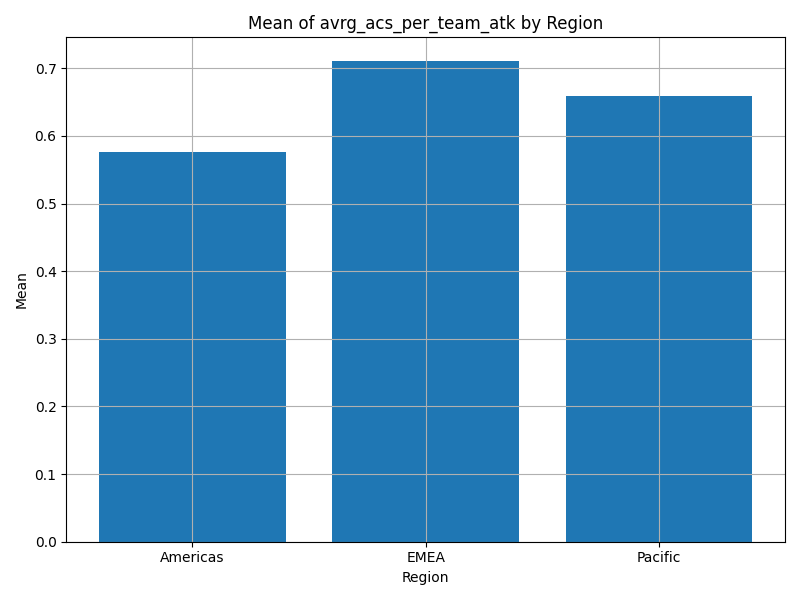 Mean of avrg_acs_per_team_atk by Region
0.7
0.6
0.5
0.4
0.3
0.2
0.1
0.0
Mean
Americas
EMEA
Pacific
Region